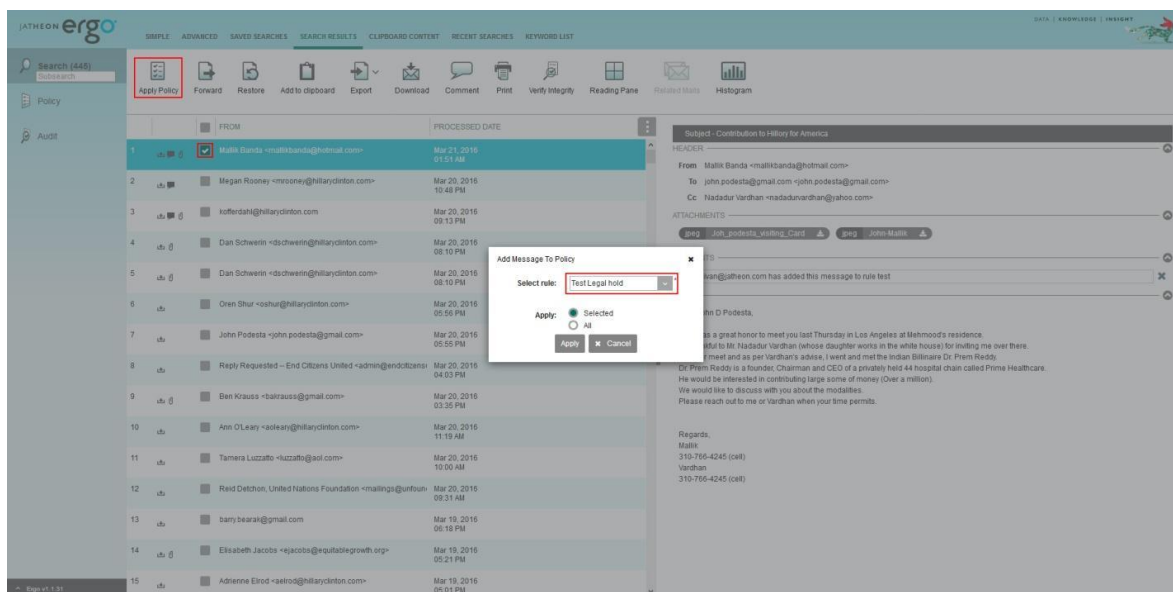 JATHEON ergo
DATA | KNOWLEDGE | INSIGHT
SIMPLE ADVANCED SAVED SEARCHES SEARCH RESULTS CLIPBOARD CONTENT RECENT SEARCHES KEYWORD LIST
Search (445)
Subsearch
Policy
Audit
Apply Policy Forward Restore Add to clipboard Export Download Comment Print Verify Integrity Reading Pane Related Mails Histogram
FROM PROCESSED DATE
1 Mallik Banda <mallikbanda@hotmail.com> Mar 21, 2016
01:51 AM
2 Megan Rooney <mrooney@hillaryclinton.com> Mar 20, 2016
10:48 PM
3 kofferdahl@hillaryclinton.com Mar 20, 2016
09:13 PM
4 Dan Schwerin <dschwerin@hillaryclinton.com> Mar 20, 2016
08:10 PM
5 Dan Schwerin <dschwerin@hillaryclinton.com> Mar 20, 2016
08:10 PM
6 Oren Shur <oshur@hillaryclinton.com> Mar 20, 2016
05:56 PM
7 John Podesta <john.podesta@gmail.com> Mar 20, 2016
05:55 PM
8 Reply Requested – End Citizens United <admin@endcitizens Mar 20, 2016
04:03 PM
9 Ben Krauss <bakrauss@gmail.com> Mar 20, 2016
03:35 PM
10 Ann O'Leary <aoleary@hillaryclinton.com> Mar 20, 2016
11:19 AM
11 Tamera Luzzatto <luzzatto@aol.com> Mar 20, 2016
10:00 AM
12 Reid Detchon, United Nations Foundation <mailings@unfoun Mar 20, 2016
09:31 AM
13 barry.bearak@gmail.com Mar 19, 2016
06:18 PM
14 Elisabeth Jacobs <ejacobs@equitablegrowth.org> Mar 19, 2016
05:21 PM
15 Adrienne Elrod <aelrod@hillaryclinton.com> Mar 19, 2016
05:01 PM
Ergo v1.1.31
Add Message To Policy
Select rule: Test Legal hold
Apply: Selected
All
Apply Cancel
Subject - Contribution to Hillory for America
HEADER
From Mallik Banda <mallikbanda@hotmail.com>
To john.podesta@gmail.com <john.podesta@gmail.com>
Cc Nadadur Vardhan <nadadurvardhan@yahoo.com>
ATTACHMENTS
jpeg Joh_podesta_visiting_Card jpeg John-Mallik
TS
van@jatheon.com has added this message to rule test
hn D Podesta,
as a great honor to meet you last Thursday in Los Angeles at Mehmood's residence.
kful to Mr. Nadadur Vardhan (whose daughter works in the white house) for inviting me over there.
r meet and as per Vardhan's advise, I went and met the Indian Billinaire Dr. Prem Reddy.
Dr. Prem Reddy is a founder, Chairman and CEO of a privately held 44 hospital chain called Prime Healthcare.
He would be interested in contributing large some of money (Over a million).
We would like to discuss with you about the modalities.
Please reach out to me or Vardhan when your time permits.
Regards,
Mallik
310-766-4245 (cell)
Vardhan
310-766-4245 (cell)